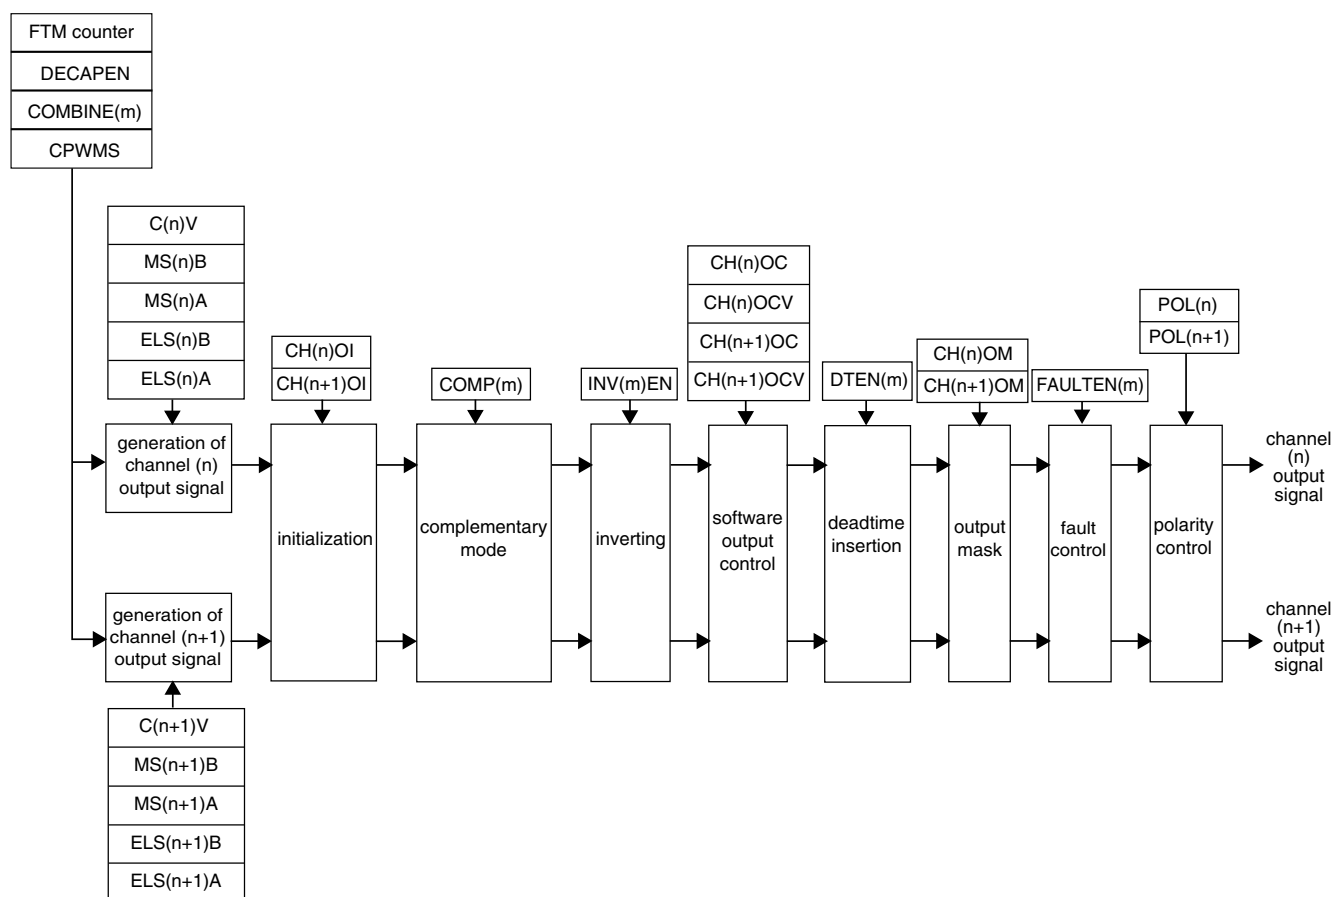 FTM counter
DECAPEN
COMBINE(m)
CPWMS
C(n)V
MS(n)B
MS(n)A
ELS(n)B
ELS(n)A
CH(n)OI
CH(n+1)OI
COMP(m)
INV(m)EN
CH(n)OC
CH(n)OCV
CH(n+1)OC
CH(n+1)OCV
DTEN(m)
CH(n)OM
CH(n+1)OM
FAULTEN(m)
POL(n)
POL(n+1)
generation of
channel (n)
output signal
initialization
complementary
mode
inverting
software
output
control
deadtime
insertion
output
mask
fault
control
polarity
control
channel
(n)
output
signal
generation of
channel (n+1)
output signal
channel
(n+1)
output
signal
C(n+1)V
MS(n+1)B
MS(n+1)A
ELS(n+1)B
ELS(n+1)A